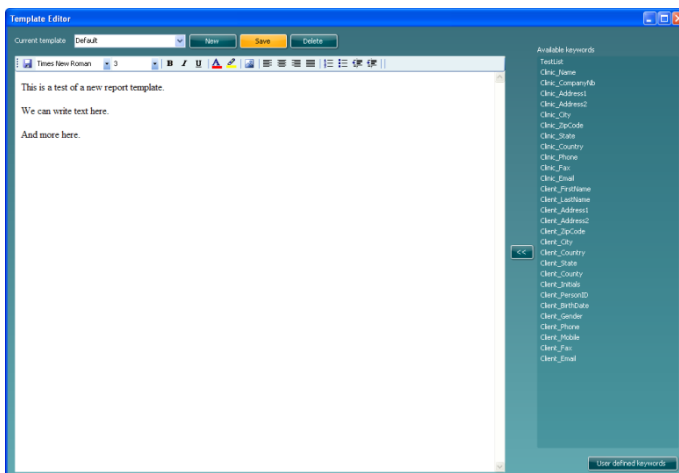 Template Editor
Current template Default New Save Delete
Times New Roman 3 B I U A
This is a test of a new report template.
We can write text here.
And more here.
Available keywords
TestList
Clinic_Name
Clinic_CompanyNb
Clinic_Address1
Clinic_Address2
Clinic_City
Clinic_ZipCode
Clinic_State
Clinic_Country
Clinic_Phone
Clinic_Fax
Clinic_Email
Client_FirstName
Client_LastName
Client_Address1
Client_Address2
Client_ZipCode
Client_City
Client_Country
Client_State
Client_County
Client_Initials
Client_PersonID
Client_BirthDate
Client_Gender
Client_Phone
Client_Mobile
Client_Fax
Client_Email
<<
User defined keywords